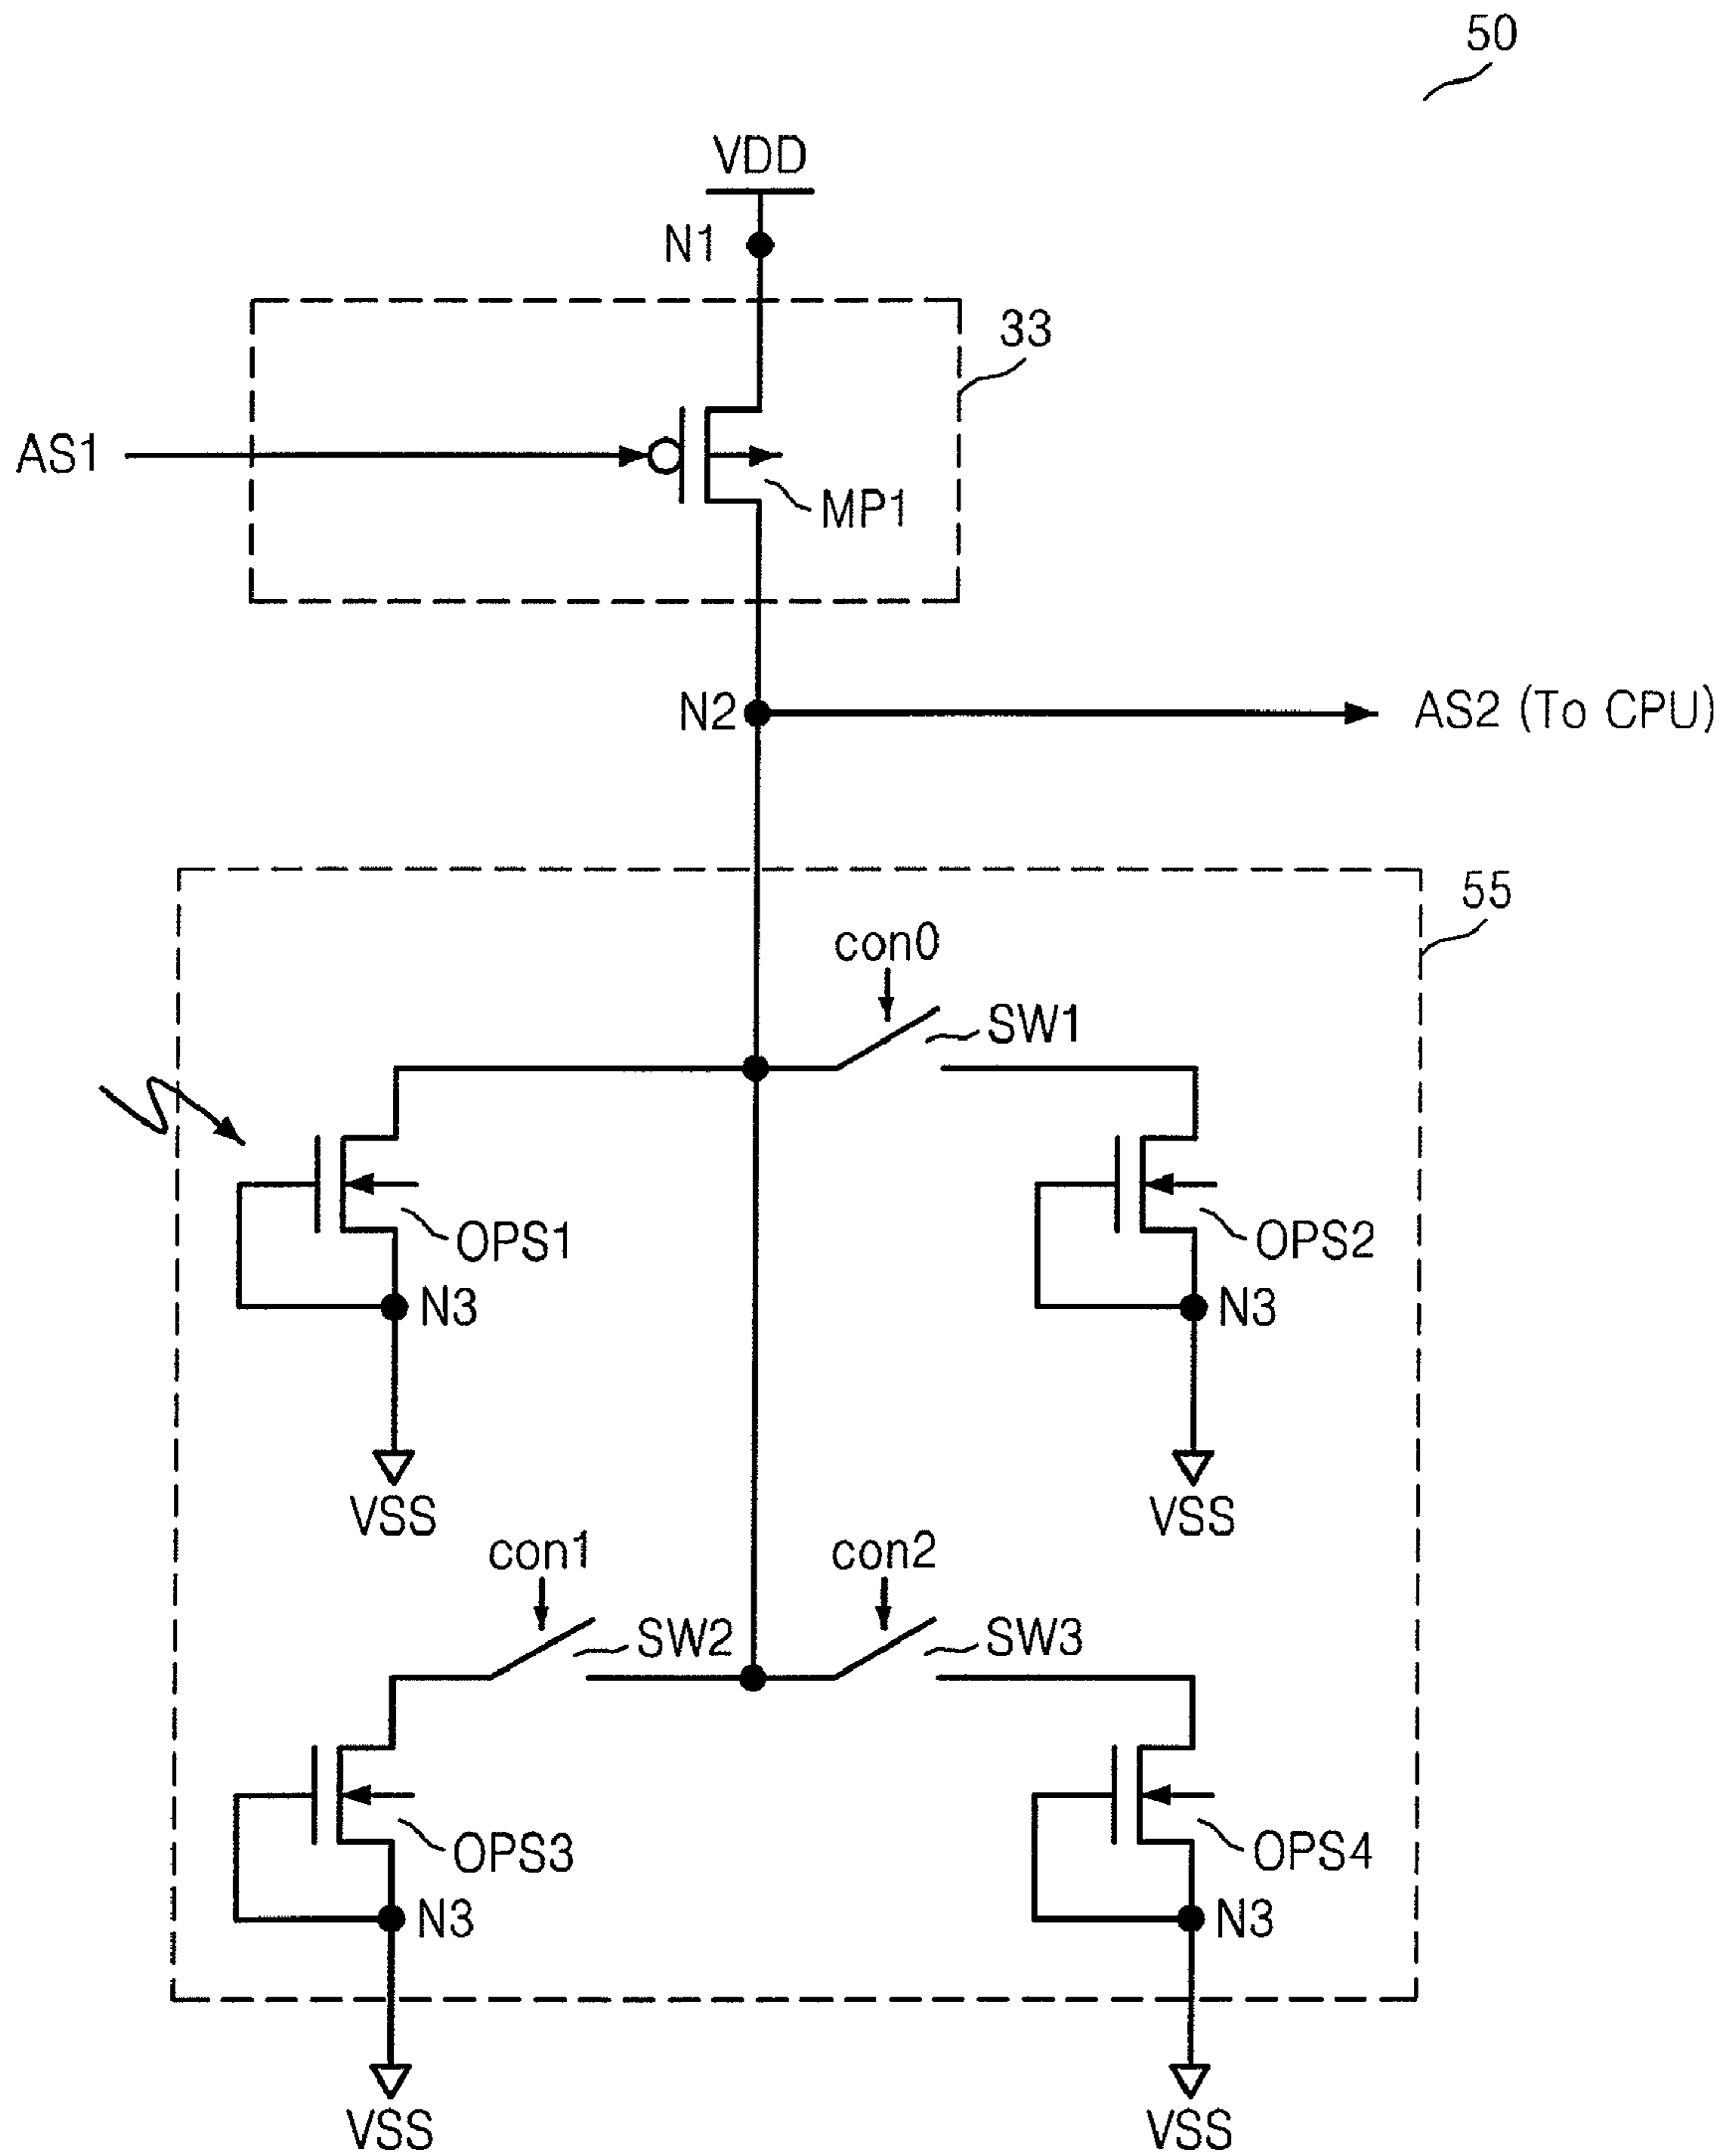 50
VDD
N1
33
AS1
MP1
N2
AS2 (To CPU)
55
con0
SW1
OPS1
OPS2
N3
N3
VSS
VSS
con1
con2
SW2
SW3
OPS3
OPS4
N3
N3
VSS
VSS